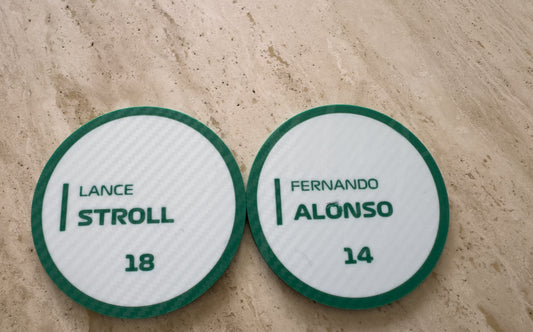 LANCE
STROLL
18
FERNANDO
ALONSO
14